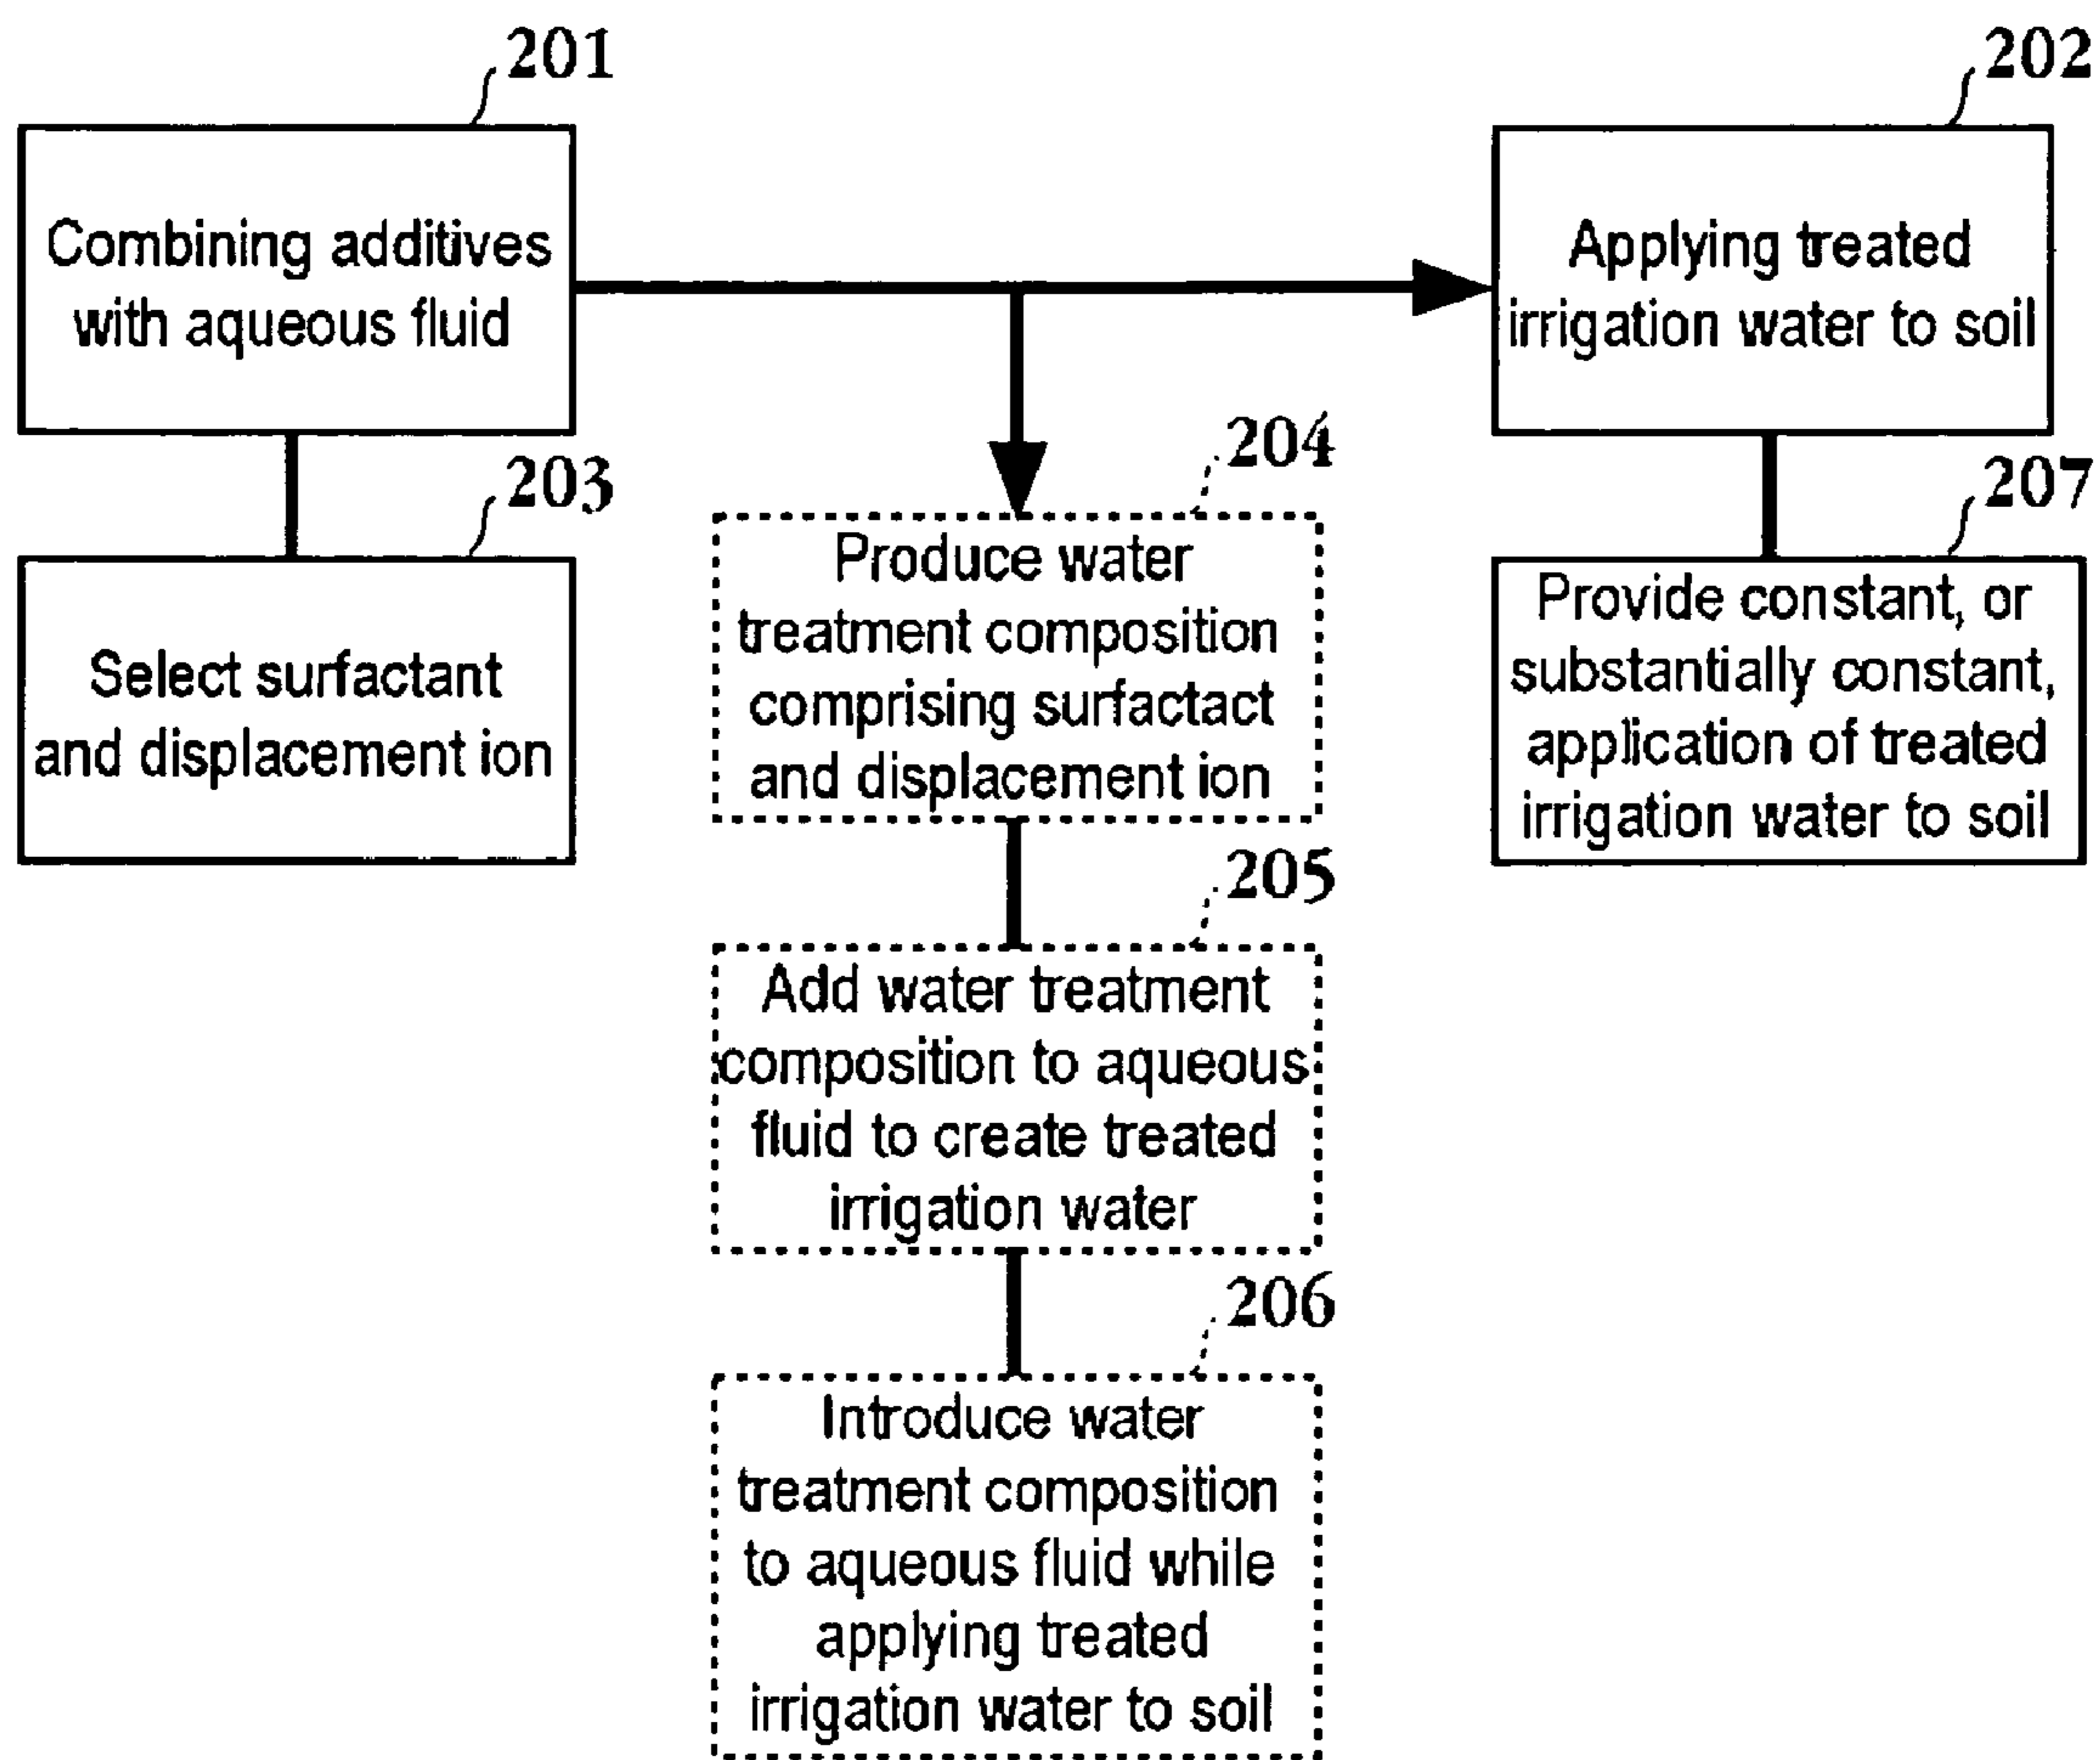 201
Combining additives
with aqueous fluid
202
Applying treated
irrigation water to soil
203
Select surfactant
and displacement ion
204
Produce water
treatment composition
comprising surfactact
and displacement ion
205
Add water treatment
composition to aqueous
fluid to create treated
irrigation water
206
Introduce water
treatment composition
to aqueous fluid while
applying treated
irrigation water to soil
207
Provide constant, or
substantially constant,
application of treated
irrigation water to soil